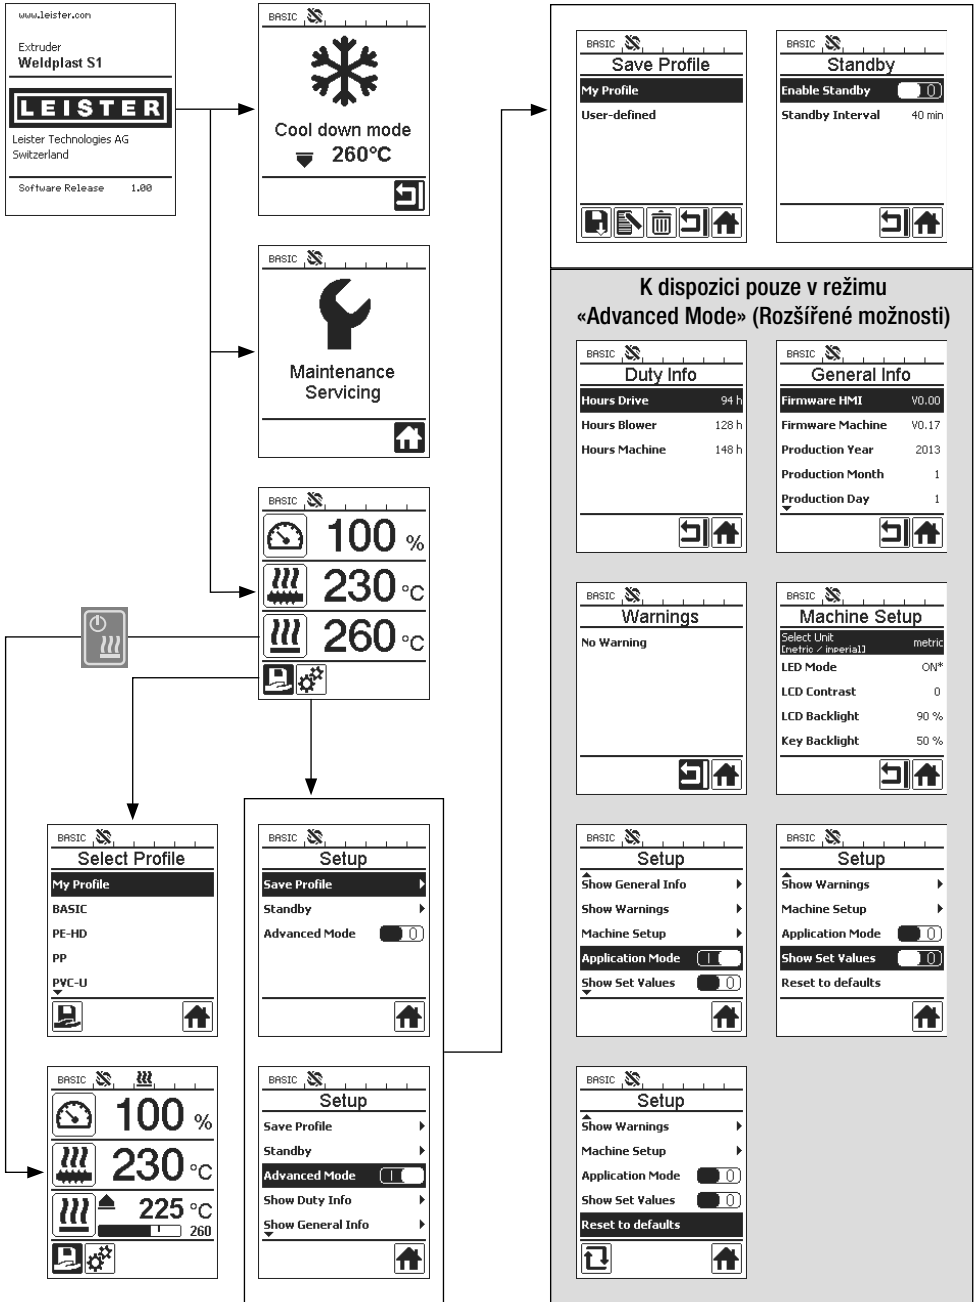 www.leister.com
Extruder
Weldplast S1
LEISTER
Leister Technologies AG
Switzerland
Software Release 1.00
BASIC
Cool down mode
260°C
BASIC
Maintenance
Servicing
BASIC
100 %
230 °C
260 °C
BASIC
Select Profile
My Profile
BASIC
PE-HD
PP
PVC-U
BASIC
Setup
Save Profile
Standby
Advanced Mode 0
BASIC
100 %
230 °C
225 °C
260
BASIC
Setup
Save Profile
Standby
Advanced Mode I
Show Duty Info
Show General Info
BASIC
Save Profile
My Profile
User-defined
BASIC
Standby
Enable Standby 0
Standby Interval 40 min
K dispozici pouze v režimu
«Advanced Mode» (Rozšířené možnosti)
BASIC
Duty Info
Hours Drive 94 h
Hours Blower 128 h
Hours Machine 148 h
BASIC
General Info
Firmware HMI V0.00
Firmware Machine V0.17
Production Year 2013
Production Month 1
Production Day 1
BASIC
Warnings
No Warning
BASIC
Machine Setup
Select Unit
[metric / inperial] metric
LED Mode ON*
LCD Contrast 0
LCD Backlight 90 %
Key Backlight 50 %
BASIC
Setup
Show General Info
Show Warnings
Machine Setup
Application Mode I
Show Set Values 0
BASIC
Setup
Show Warnings
Machine Setup
Application Mode 0
Show Set Values 0
Reset to defaults
BASIC
Setup
Show Warnings
Machine Setup
Application Mode 0
Show Set Values 0
Reset to defaults